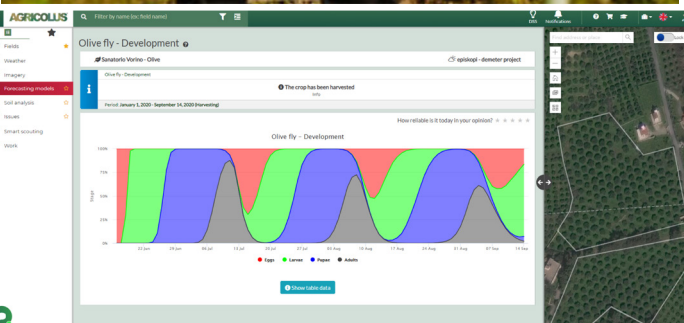 AGRICOLUS
Filter by name (ex. field name)
DSS
Notifications
Fields
Weather
Imagery
Forecasting models
Soil analysis
Issues
Smart scouting
Work
Olive fly - Development
Sanatorio Vorino - Olive
episkopi - demeter project
Olive fly - Development
The crop has been harvested
Info
Period: January 1, 2020 - September 14, 2020 (Harvesting)
How reliable is it today in your opinion?
Olive fly – Development
100%
75%
50%
25%
0%
Stage
22 Jun
29 Jun
06 Jul
13 Jul
20 Jul
27 Jul
03 Aug
10 Aug
17 Aug
24 Aug
31 Aug
07 Sep
14 Sep
Eggs
Larvae
Pupae
Adults
Show table data